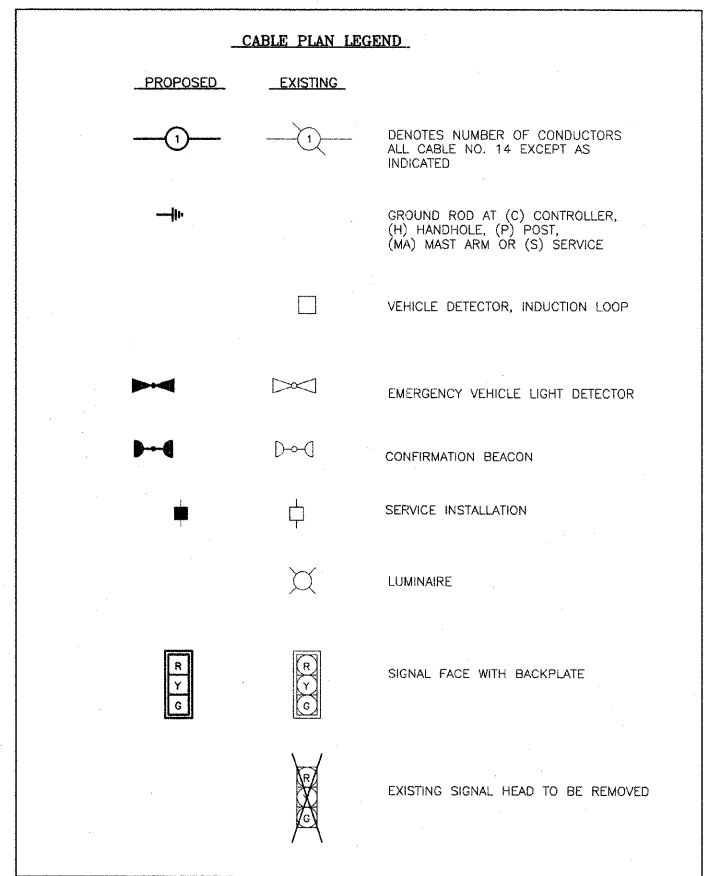 CABLE PLAN LEGEND
PROPOSED EXISTING
1 1 DENOTES NUMBER OF CONDUCTORS
ALL CABLE NO. 14 EXCEPT AS
INDICATED
GROUND ROD AT (C) CONTROLLER,
(H) HANDHOLE, (P) POST,
(MA) MAST ARM OR (S) SERVICE
VEHICLE DETECTOR, INDUCTION LOOP
EMERGENCY VEHICLE LIGHT DETECTOR
CONFIRMATION BEACON
SERVICE INSTALLATION
LUMINAIRE
R R
Y Y SIGNAL FACE WITH BACKPLATE
G G
R
EXISTING SIGNAL HEAD TO BE REMOVED
G